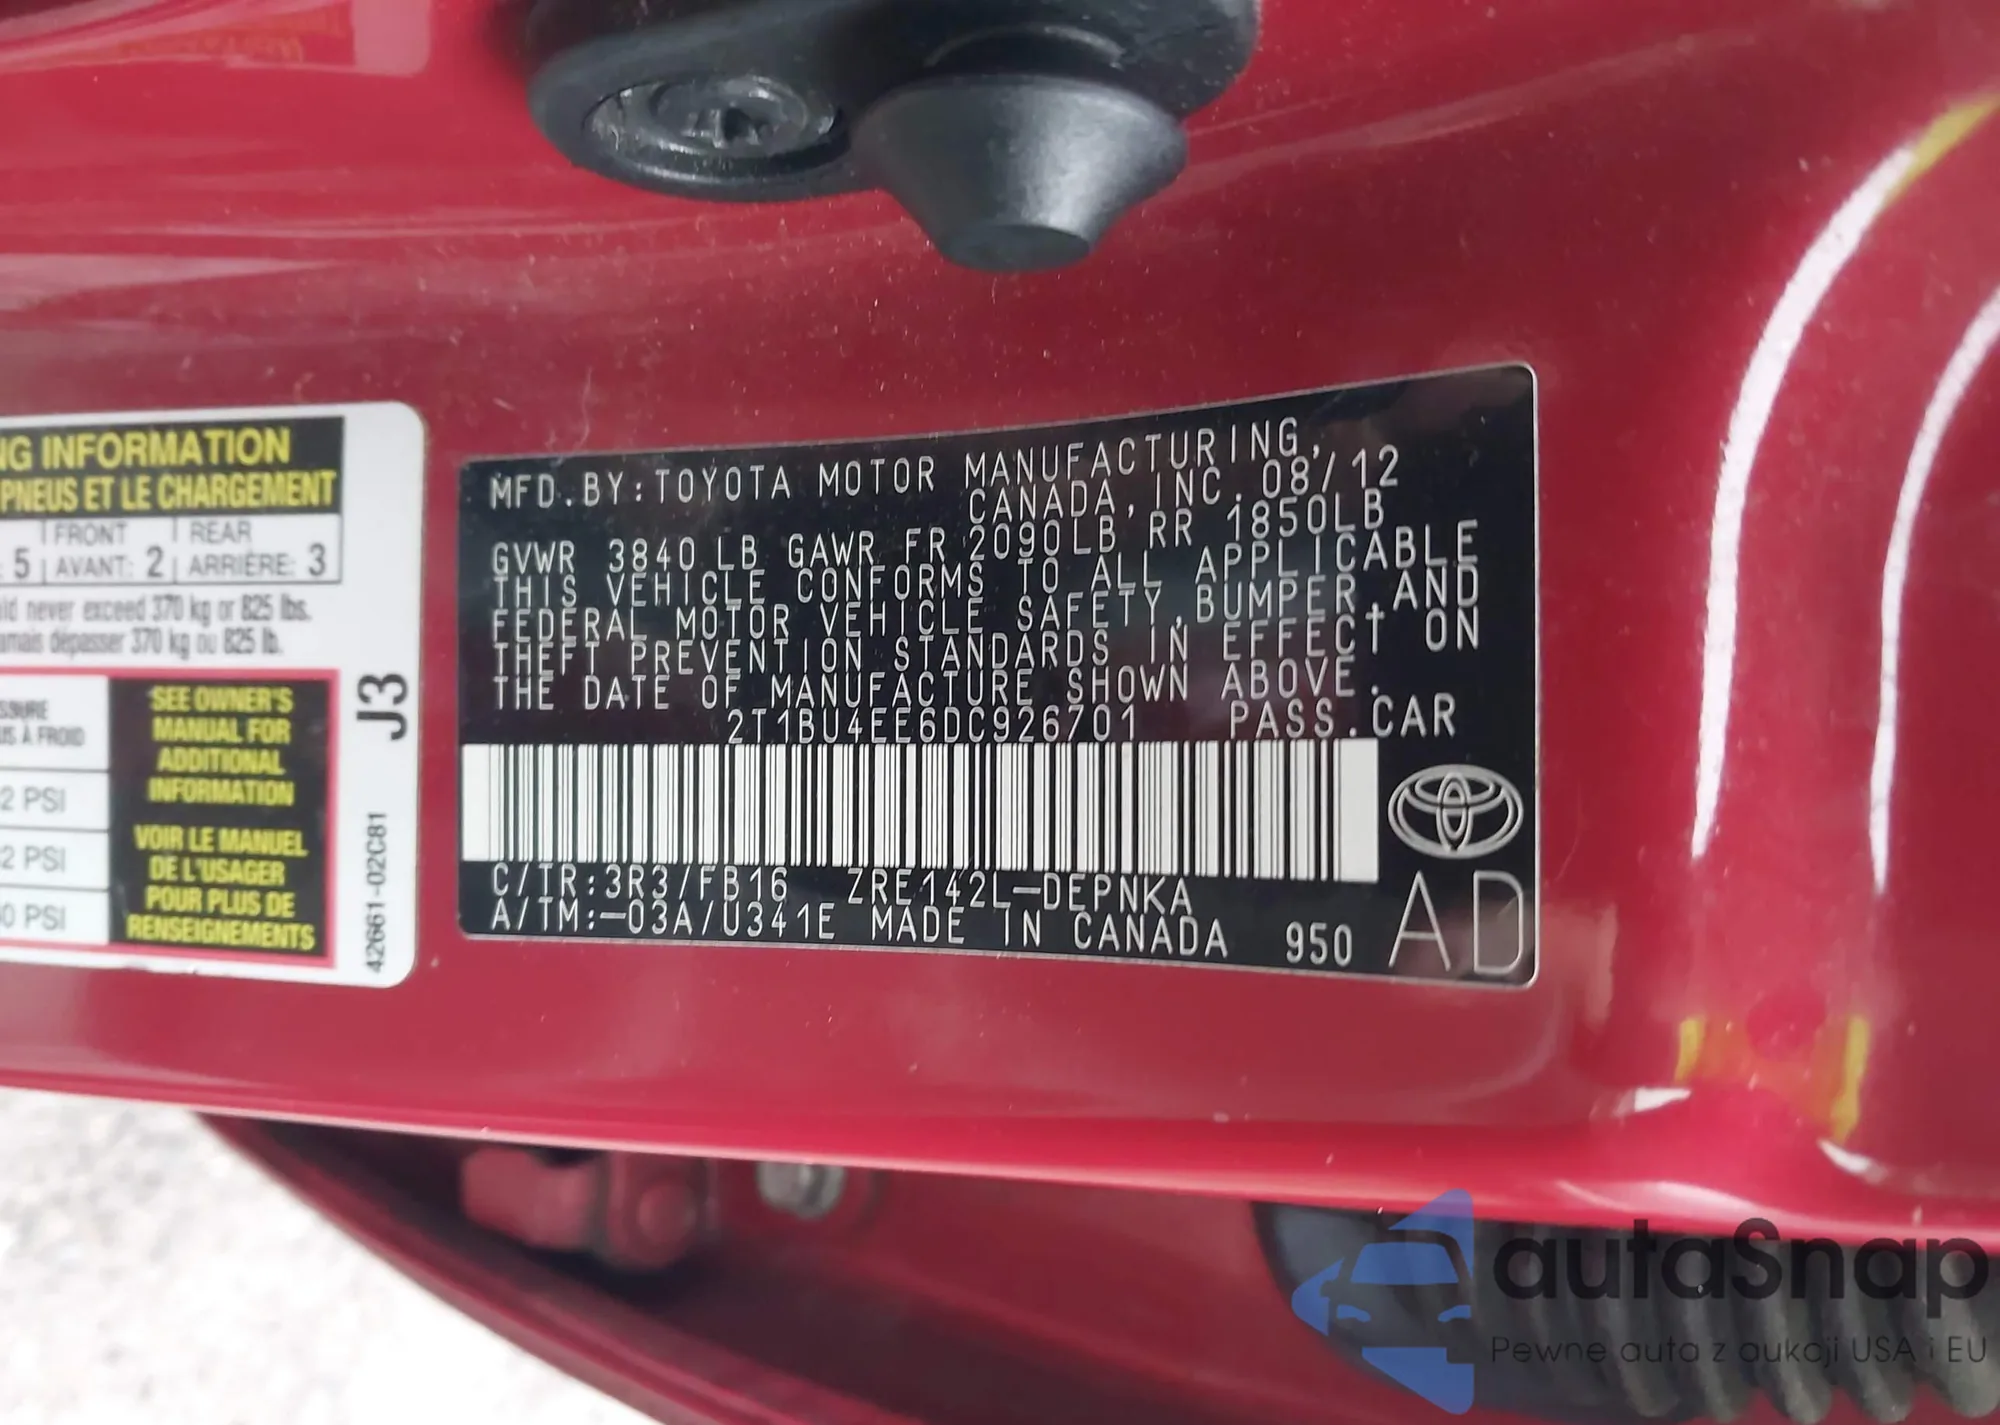 NG INFORMATION
PNEUS ET LE CHARGEMENT
5 FRONT AVANT: 2 REAR ARRIÈRE: 3
never exceed 370 kg or 825 lbs.
dépasser 370 kg ou 825 lb.
À FROID
PSI
PSI
PSI
SEE OWNER'S
MANUAL FOR
ADDITIONAL
INFORMATION
VOIR LE MANUEL
DE L'USAGER
POUR PLUS DE
RENSEIGNEMENTS
J3
42661-02C81
MFD.BY:TOYOTA MOTOR MANUFACTURING,
CANADA,INC.08/12
GVWR 3840 LB GAWR FR 2090LB RR 1850LB
THIS VEHICLE CONFORMS TO ALL APPLICABLE
FEDERAL MOTOR VEHICLE SAFETY,BUMPER,AND
THEFT PREVENTION STANDARDS IN EFFECT ON
THE DATE OF MANUFACTURE SHOWN ABOVE.
2T1BU4EE6DC926701 PASS.CAR
C/TR:3R3/FB16 ZRE142L-DEPNKA
A/TM:-03A/U341E MADE IN CANADA 950
AD
autaSnap
Pewne auta z aukcji USA i EU